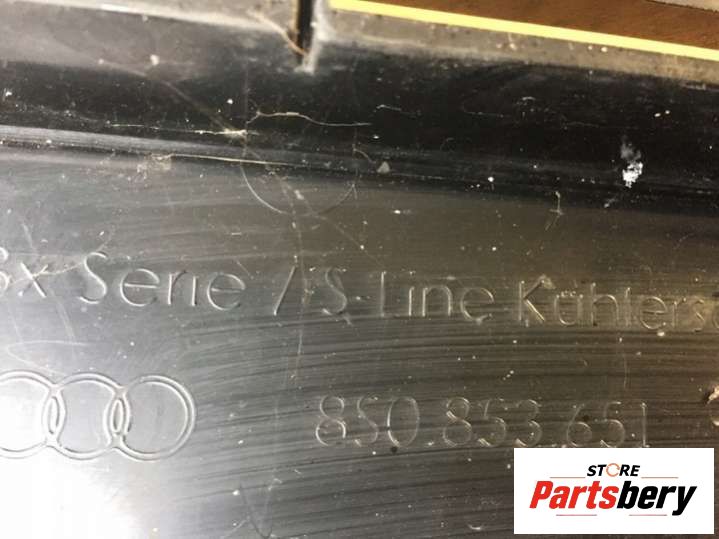 Serie / S-Line
8S0.853.651
STORE
Partsbery